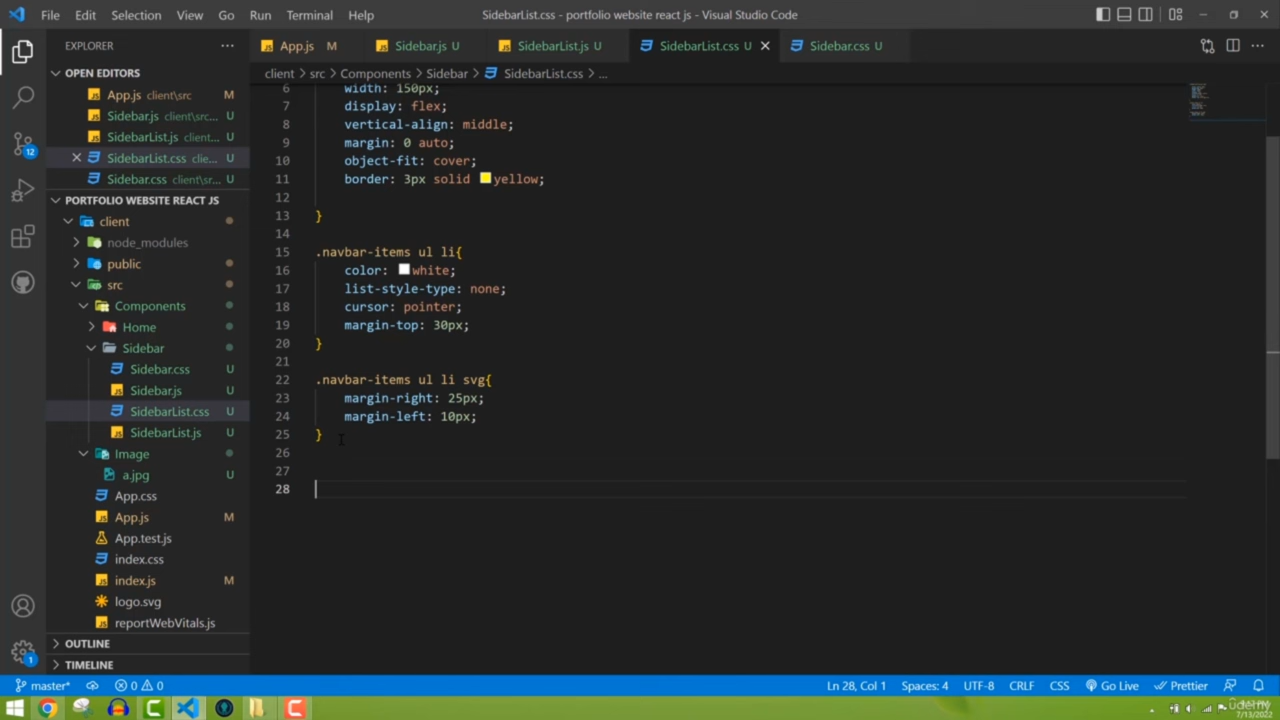 File Edit Selection View Go Run Terminal Help SidebarList.css - portfolio website react js - Visual Studio Code
EXPLORER
App.js M Sidebar.js U SidebarList.js U SidebarList.css U Sidebar.css U
OPEN EDITORS
App.js client\src M
Sidebar.js client\src... U
SidebarList.js client... U
SidebarList.css clie... U
Sidebar.css client\sr... U
PORTFOLIO WEBSITE REACT JS
client
node_modules
public
src
Components
Home
Sidebar
Sidebar.css U
Sidebar.js U
SidebarList.css U
SidebarList.js U
Image
a.jpg U
App.css
App.js M
App.test.js
index.css
index.js M
logo.svg
reportWebVitals.js
OUTLINE
TIMELINE
client > src > Components > Sidebar > SidebarList.css > ...
6 width: 150px;
7 display: flex;
8 vertical-align: middle;
9 margin: 0 auto;
10 object-fit: cover;
11 border: 3px solid yellow;
12
13 }
14
15 .navbar-items ul li{
16 color: white;
17 list-style-type: none;
18 cursor: pointer;
19 margin-top: 30px;
20 }
21
22 .navbar-items ul li svg{
23 margin-right: 25px;
24 margin-left: 10px;
25 }
26
27
28
12
1
master* 0 0 Ln 28, Col 1 Spaces: 4 UTF-8 CRLF CSS Go Live Prettier
udemy
7/13/2022